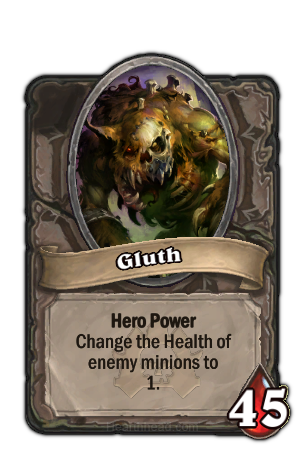 Gluth
Hero Power
Change the Health of
enemy minions to
1.
45